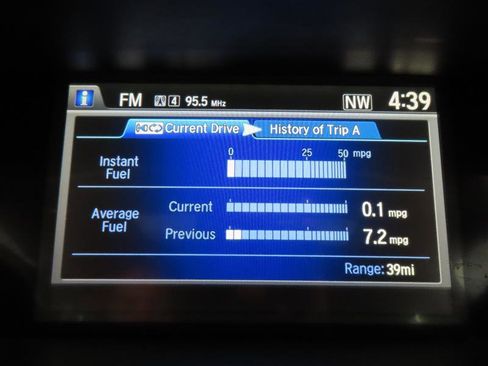 i FM 4 95.5 MHz NW 4:39
Current Drive History of Trip A
0 25 50 mpg
Instant
Fuel
Average
Fuel
Current 0.1 mpg
Previous 7.2 mpg
Range: 39mi